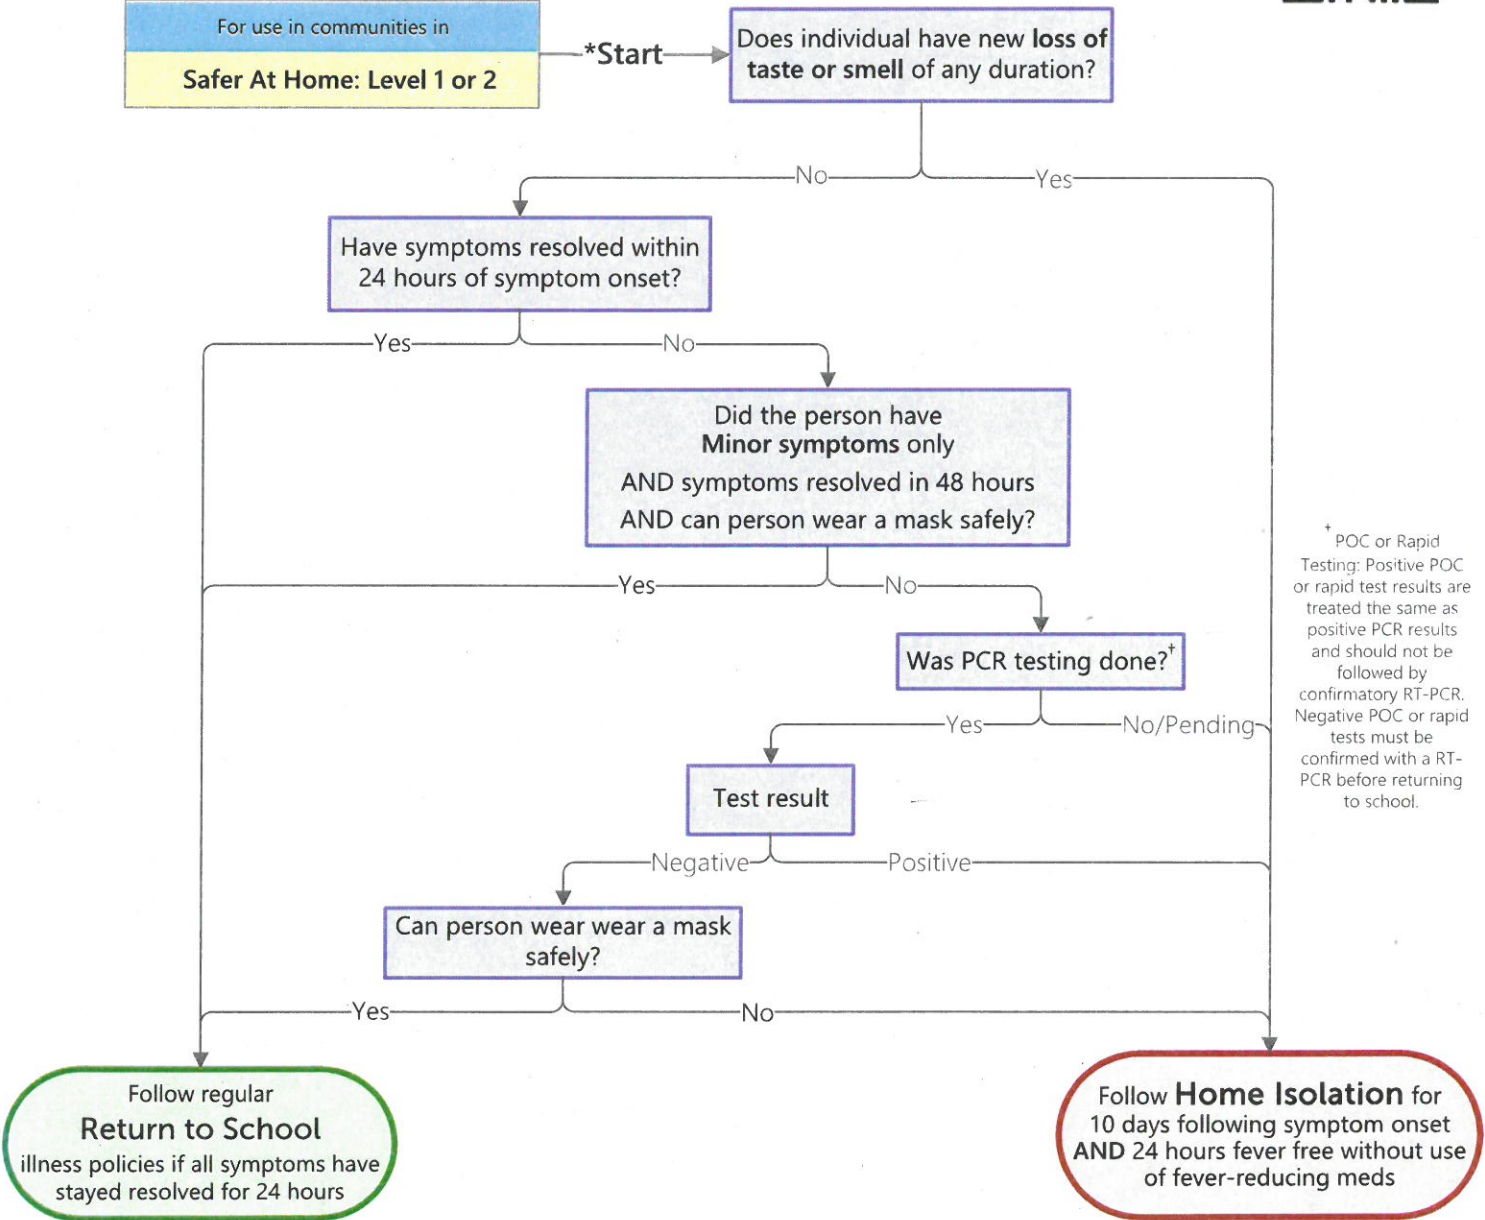 For use in communities in
Safer At Home: Level 1 or 2
*Start
Does individual have new loss of
taste or smell of any duration?
No
Yes
Have symptoms resolved within
24 hours of symptom onset?
Yes
No
Did the person have
Minor symptoms only
AND symptoms resolved in 48 hours
AND can person wear a mask safely?
Yes
No
Was PCR testing done?†
Yes
No/Pending
† POC or Rapid
Testing: Positive POC
or rapid test results are
treated the same as
positive PCR results
and should not be
followed by
confirmatory RT-PCR.
Negative POC or rapid
tests must be
confirmed with a RT-
PCR before returning
to school.
Test result
Negative
Positive
Can person wear wear a mask
safely?
Yes
No
Follow regular
Return to School
illness policies if all symptoms have
stayed resolved for 24 hours
Follow Home Isolation for
10 days following symptom onset
AND 24 hours fever free without use
of fever-reducing meds